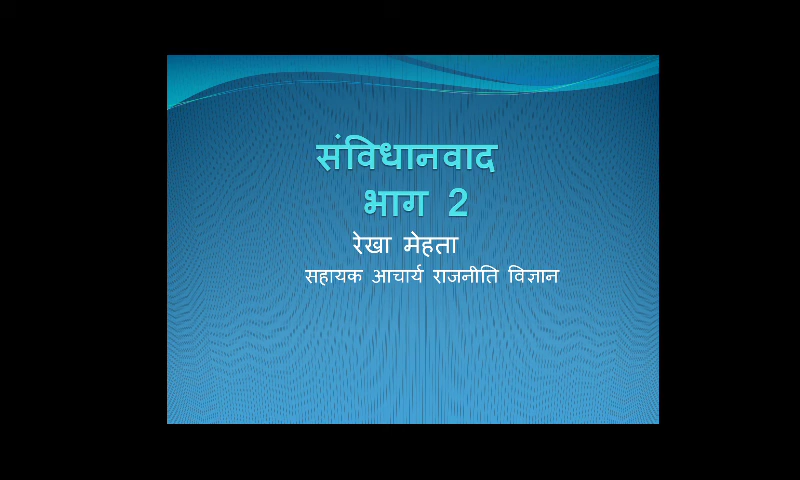 संविधानवाद
भाग 2
रेखा मेहता
सहायक आचार्य राजनीति विज्ञान